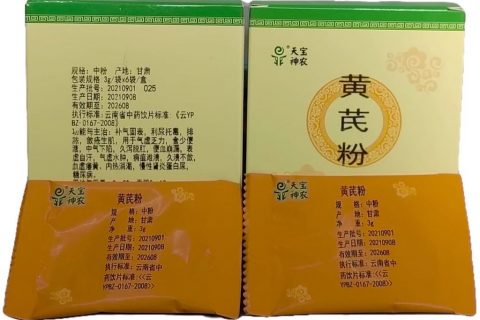 规格: 中粉 产地: 甘肃
包装规格 3g/袋x6袋/盒
生产批号: 20210901 025
生产日期: 20210908
有效期至: 202608
执行标准: 云南省中药饮片标准:《云YP
BZ-0167-2008》
功能与主治: 补气固表, 利尿托毒, 排
脓, 敛疮生肌, 用于气虚乏力, 食少便
溏, 中气下陷, 久泻脱肛, 便血崩漏, 表
虚自汗, 气虚水肿, 痈疽难溃, 久溃不敛,
血虚痿黄, 内热消渴, 慢性肾炎蛋白尿,
糖尿病。
天宝
神农
黄芪粉
规 格: 中粉
产 地: 甘肃
净 重: 3g
生产批号: 20210901
生产日期: 20210908
有效期至: 202608
执行标准: 云南省中
药饮片标准: 《云
YPBZ-0167-2008》
天宝
神农
黄
芪
粉
天宝
神农
黄芪粉
规 格: 中粉
产 地: 甘肃
净 重: 3g
生产批号: 20210901
生产日期: 20210908
有效期至: 202608
执行标准: 云南省中
药饮片标准: 《云
YPBZ-0167-2008》